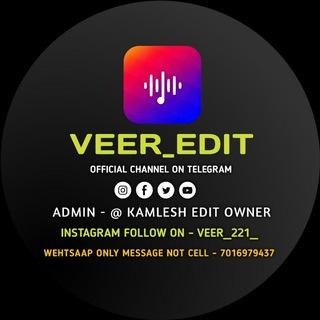 VEER_EDIT
OFFICIAL CHANNEL ON TELEGRAM
ADMIN - @ KAMLESH EDIT OWNER
INSTAGRAM FOLLOW ON - VEER_221_
WEHTSAAP ONLY MESSAGE NOT CELL - 7016979437